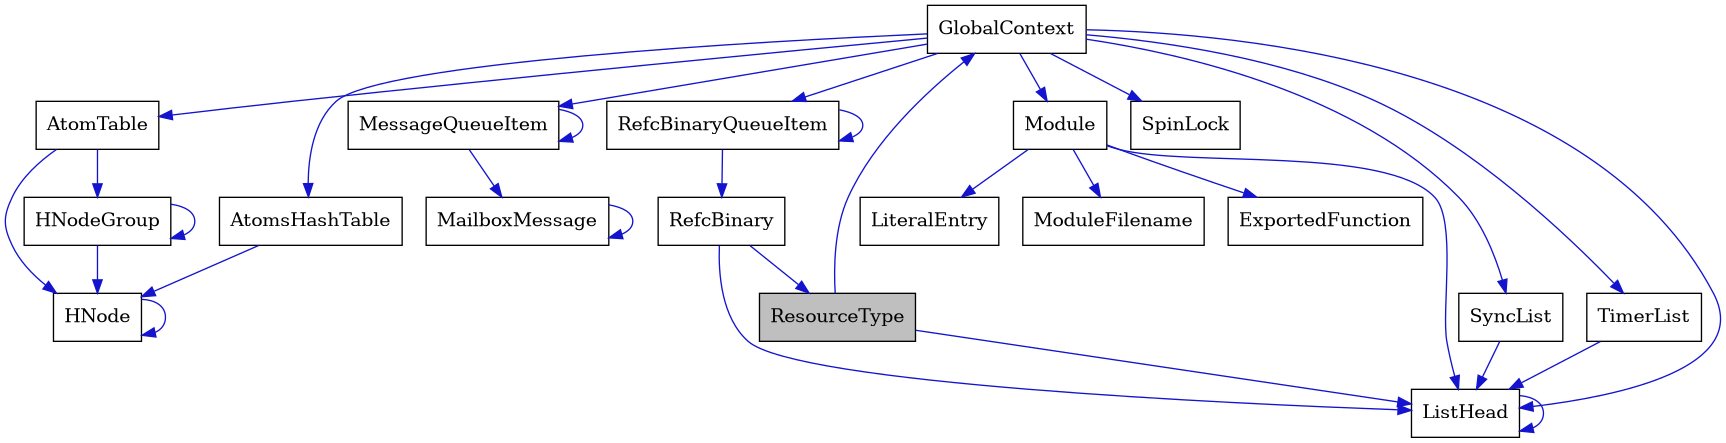 GlobalContext
AtomTable
MessageQueueItem
RefcBinaryQueueItem
Module
SpinLock
HNodeGroup
AtomsHashTable
MailboxMessage
RefcBinary
LiteralEntry
ModuleFilename
ExportedFunction
HNode
ResourceType
SyncList
TimerList
ListHead